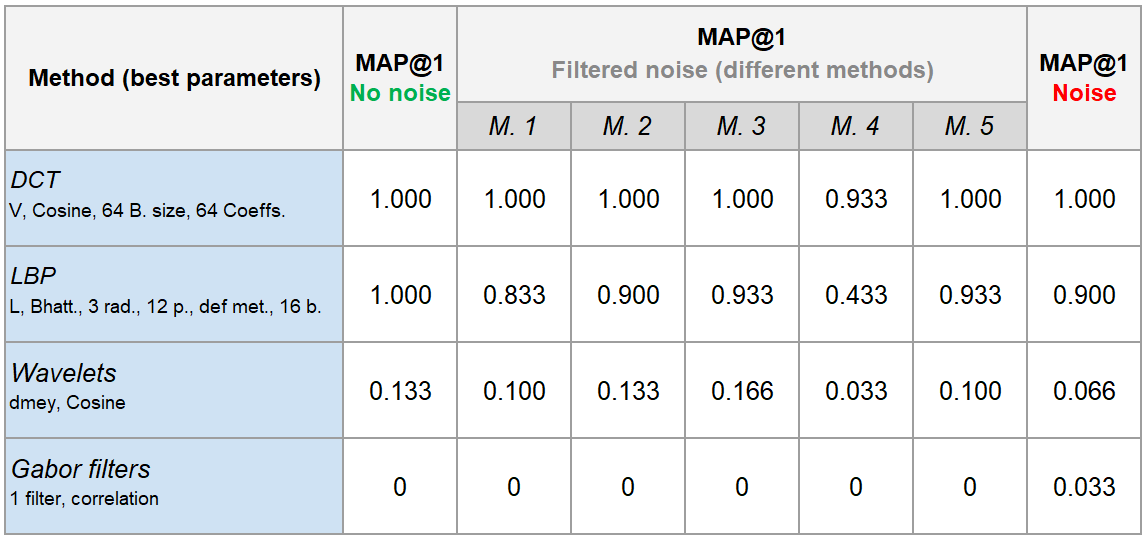 Method (best parameters)
MAP@1
No noise
MAP@1
Filtered noise (different methods)
MAP@1
Noise
M. 1
M. 2
M. 3
M. 4
M. 5
DCT
V, Cosine, 64 B. size, 64 Coeffs.
1.000
1.000
1.000
1.000
0.933
1.000
1.000
LBP
L, Bhatt., 3 rad., 12 p., def met., 16 b.
1.000
0.833
0.900
0.933
0.433
0.933
0.900
Wavelets
dmey, Cosine
0.133
0.100
0.133
0.166
0.033
0.100
0.066
Gabor filters
1 filter, correlation
0
0
0
0
0
0
0.033